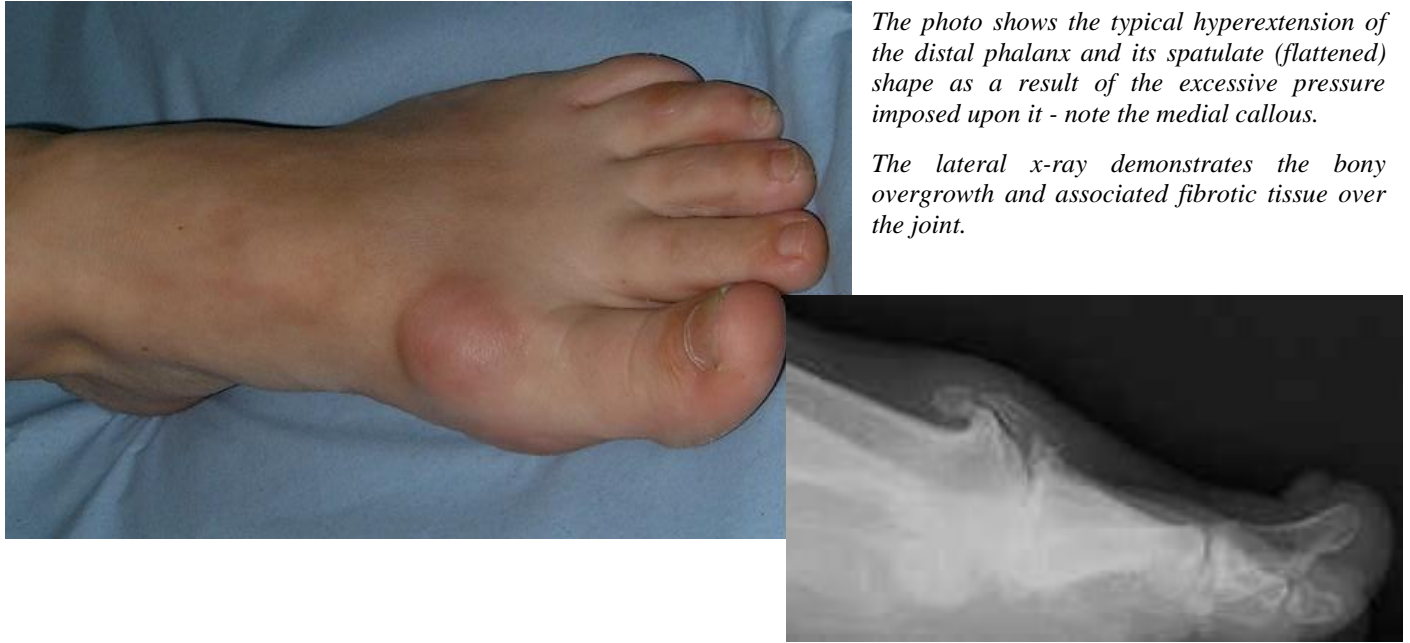 The photo shows the typical hyperextension of
the distal phalanx and its spatulate (flattened)
shape as a result of the excessive pressure
imposed upon it - note the medial callous.
The lateral x-ray demonstrates the bony
overgrowth and associated fibrotic tissue over
the joint.